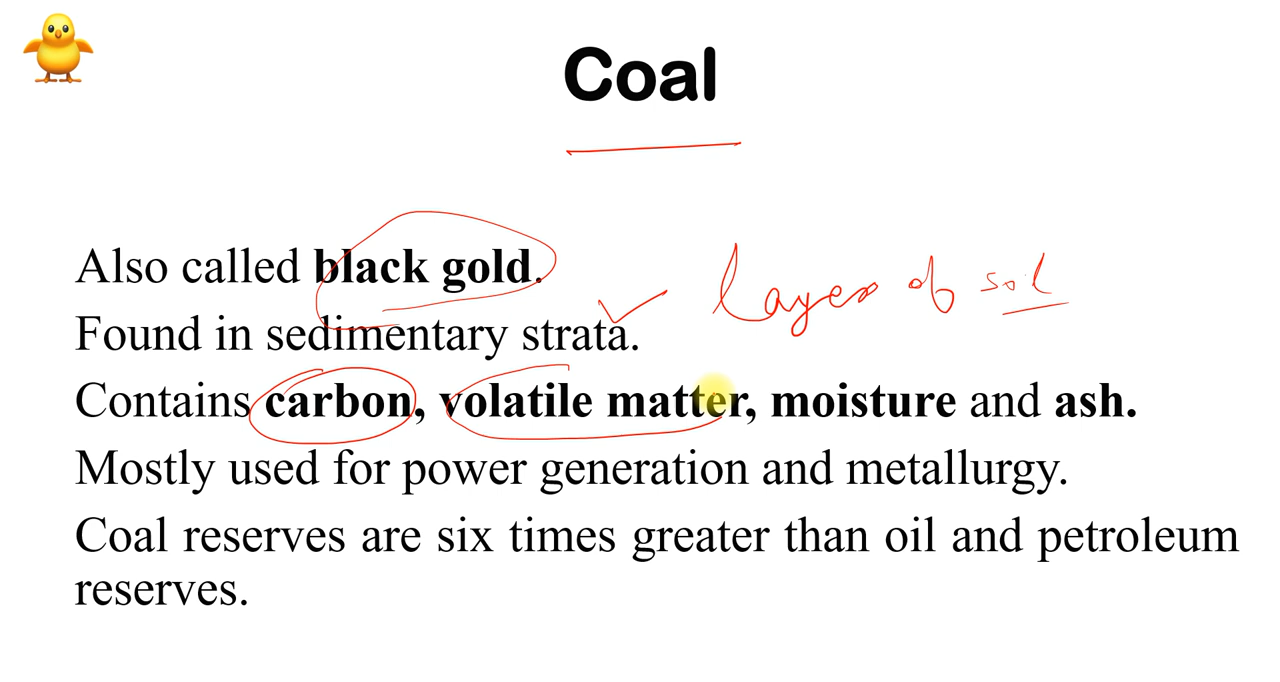 Coal
Also called black gold.
layer of soil
Found in sedimentary strata.
Contains carbon, volatile matter, moisture and ash.
Mostly used for power generation and metallurgy.
Coal reserves are six times greater than oil and petroleum
reserves.